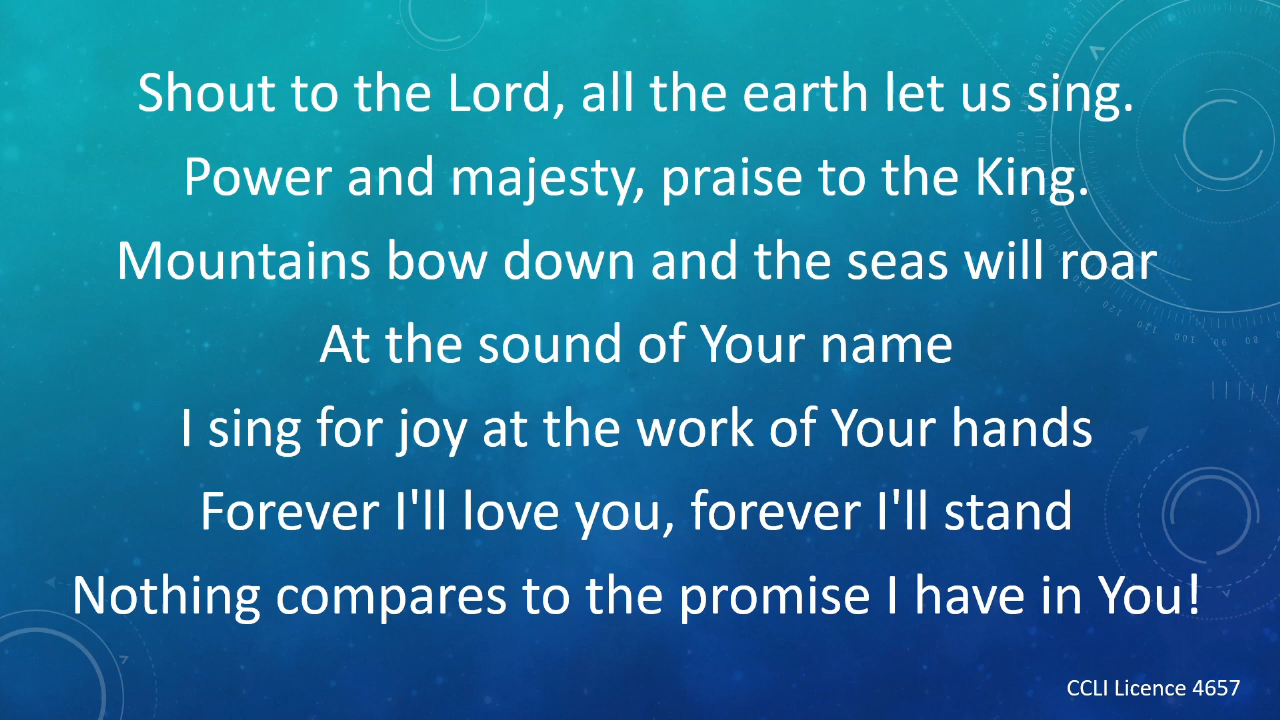 Shout to the Lord, all the earth let us sing.
Power and majesty, praise to the King.
Mountains bow down and the seas will roar
At the sound of Your name
I sing for joy at the work of Your hands
Forever I'll love you, forever I'll stand
Nothing compares to the promise I have in You!
CCLI Licence 4657